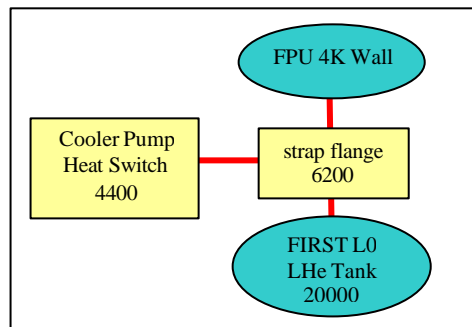 FPU 4K Wall
Cooler Pump
Heat Switch
4400
strap flange
6200
FIRST L0
LHe Tank
20000